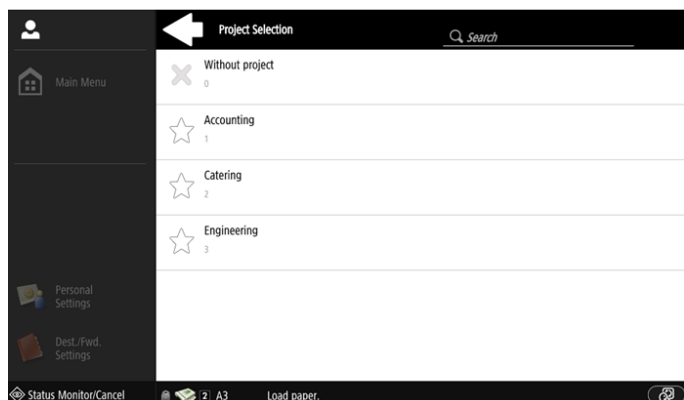 Project Selection
Search
Main Menu
Without project
0
Accounting
1
Catering
2
Engineering
3
Personal
Settings
Dest./Fwd.
Settings
Status Monitor/Cancel
2 A3 Load paper.